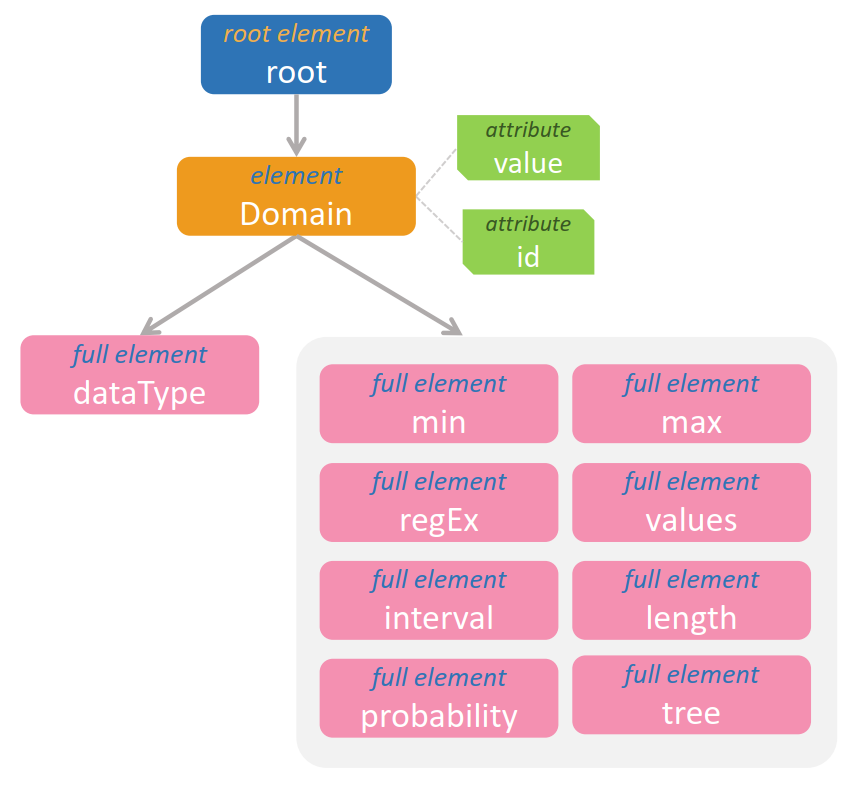 root element
root
element
Domain
attribute
value
attribute
id
full element
dataType
full element
min
full element
max
full element
regEx
full element
values
full element
interval
full element
length
full element
probability
full element
tree